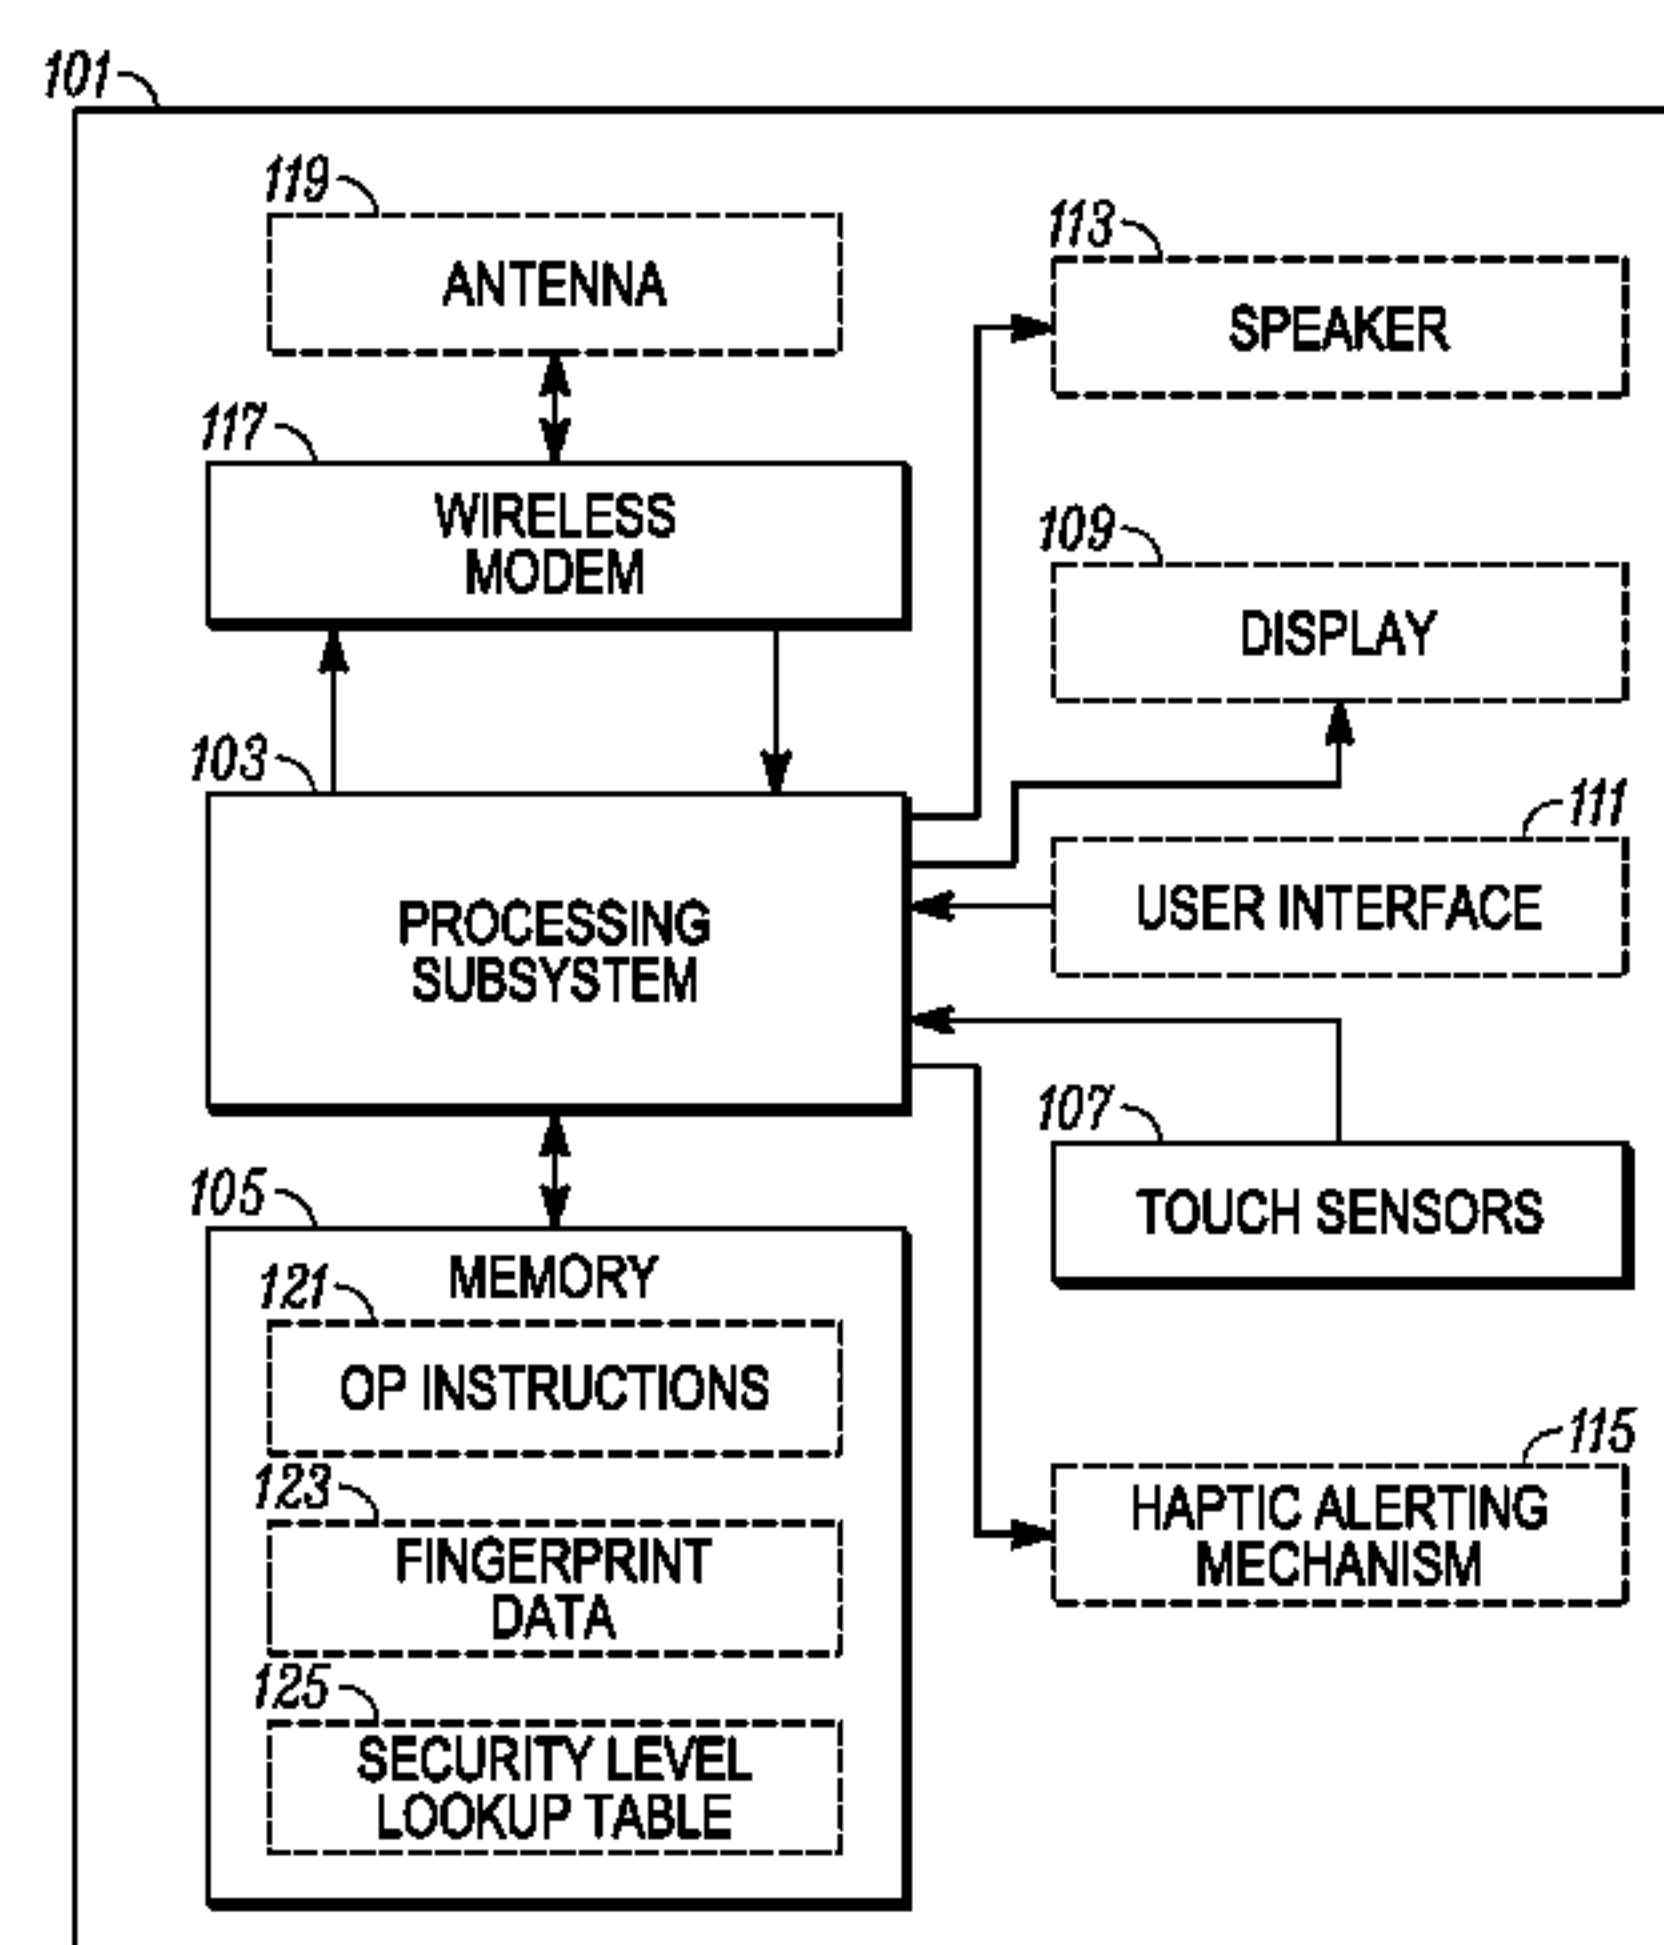 101
119
ANTENNA
113
SPEAKER
117
WIRELESS
MODEM
109
DISPLAY
103
PROCESSING
SUBSYSTEM
111
USER INTERFACE
107
TOUCH SENSORS
105
MEMORY
121
OP INSTRUCTIONS
123
FINGERPRINT
DATA
125
SECURITY LEVEL
LOOKUP TABLE
115
HAPTIC ALERTING
MECHANISM